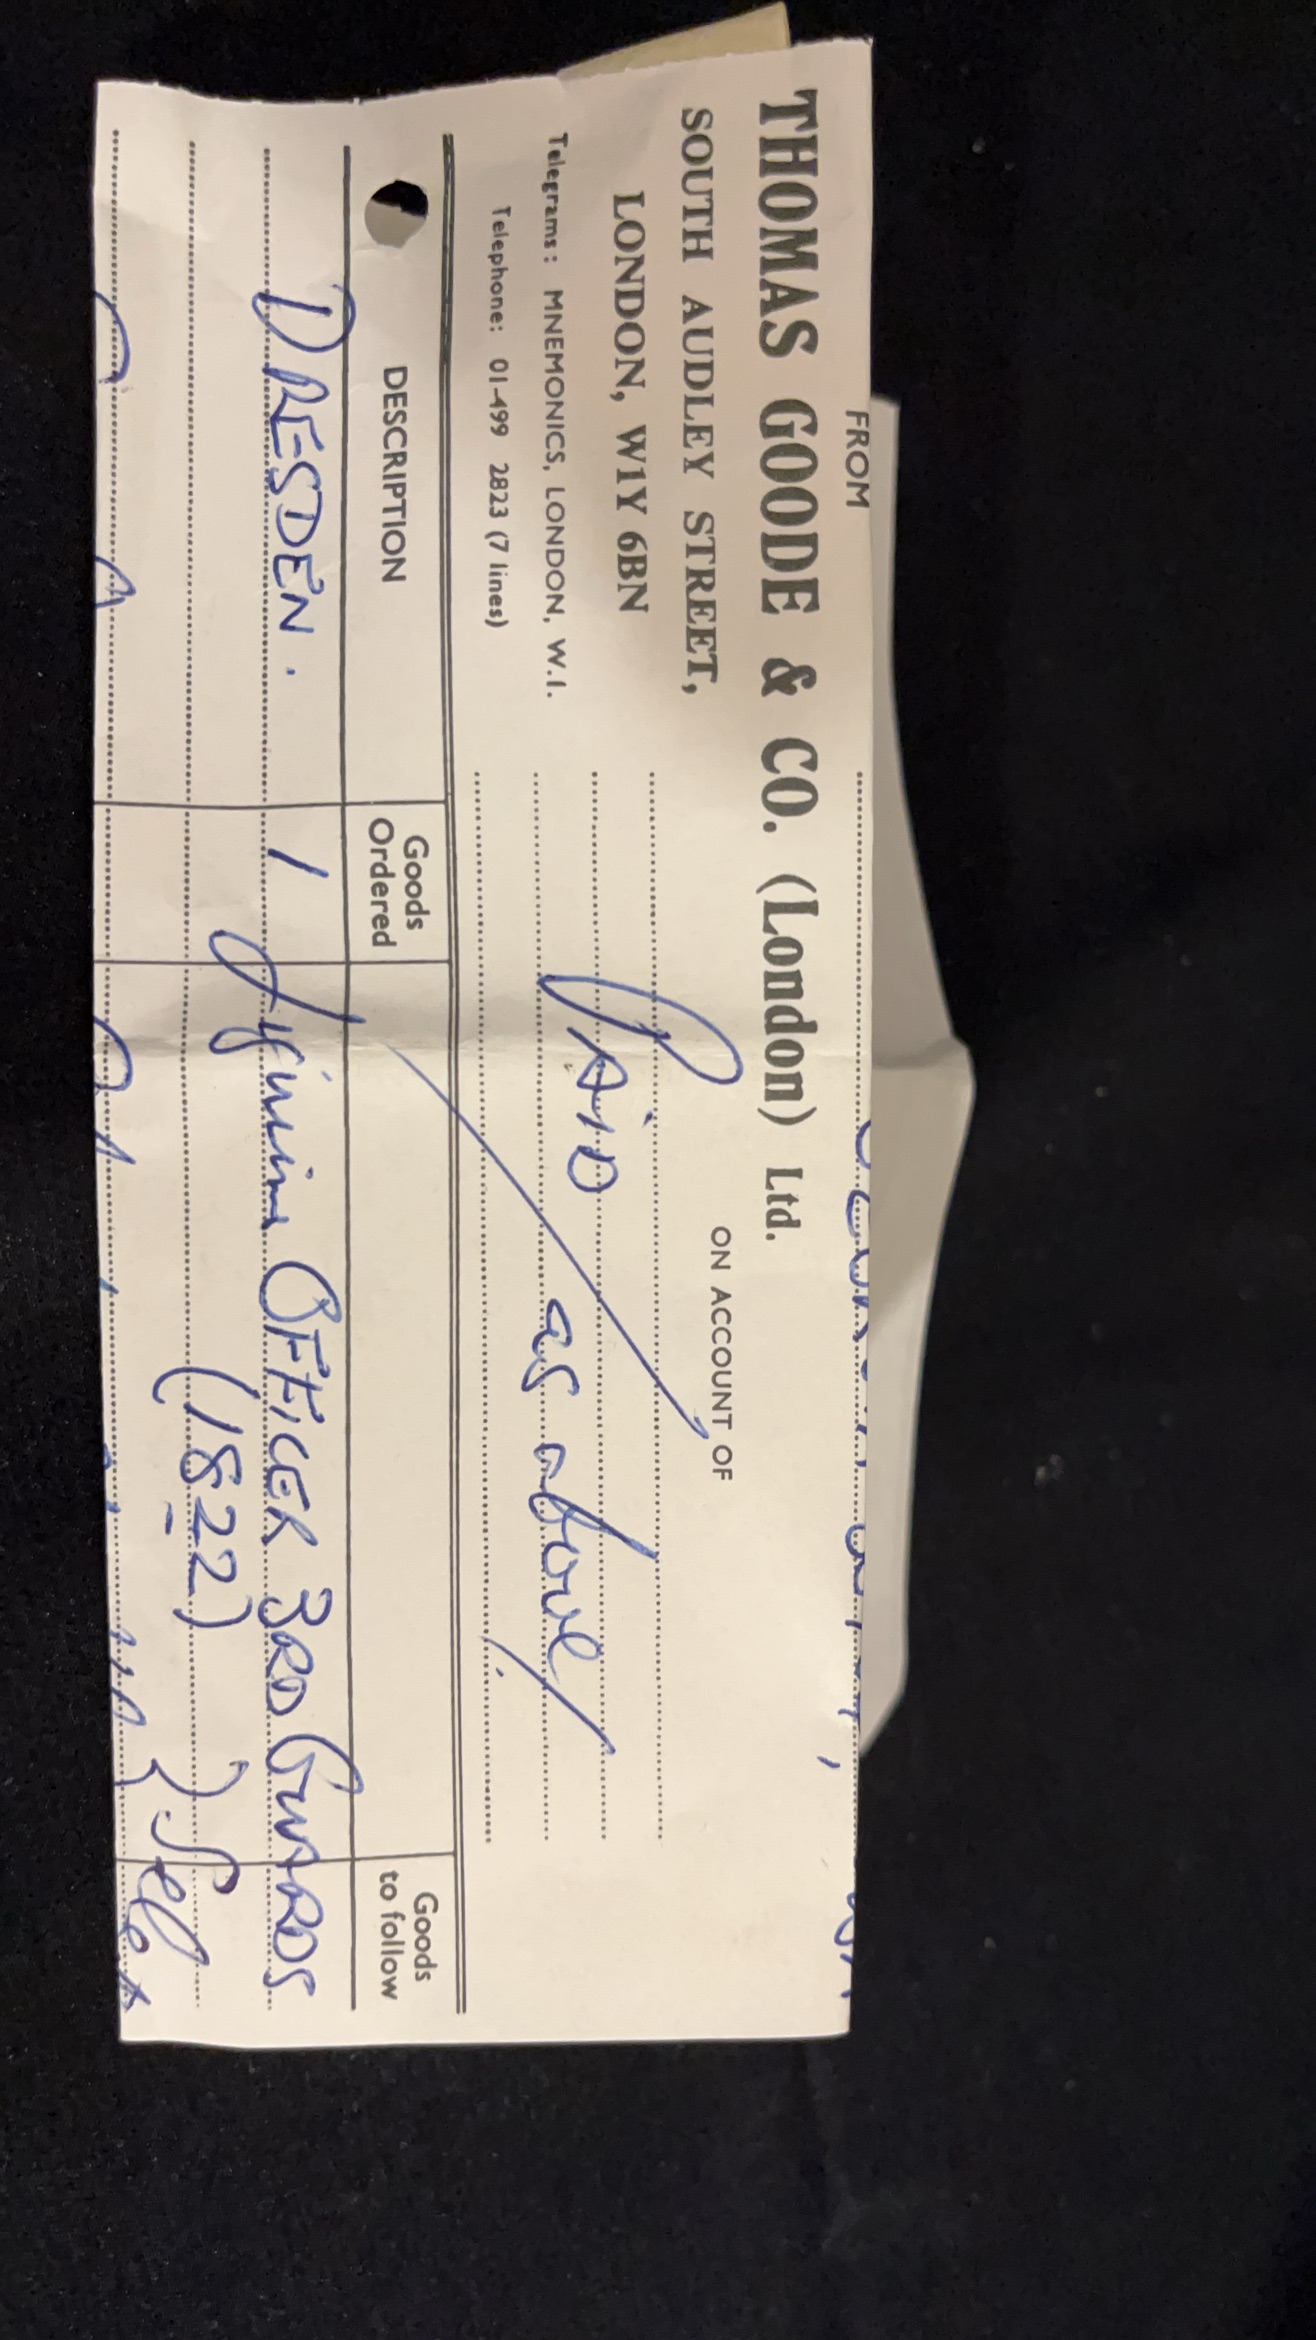 FROM
THOMAS GOODE & CO. (London) Ltd.
SOUTH AUDLEY STREET,
LONDON, W1Y 6BN
Telegrams: MNEMONICS, LONDON, W.I.
Telephone: 01-499 2823 (7 lines)
ON ACCOUNT OF
PAID
as above
DESCRIPTION
Goods Ordered
Goods to follow
DRESDEN. 1 figurine OFFICER 3RD GUARDS
(1822)